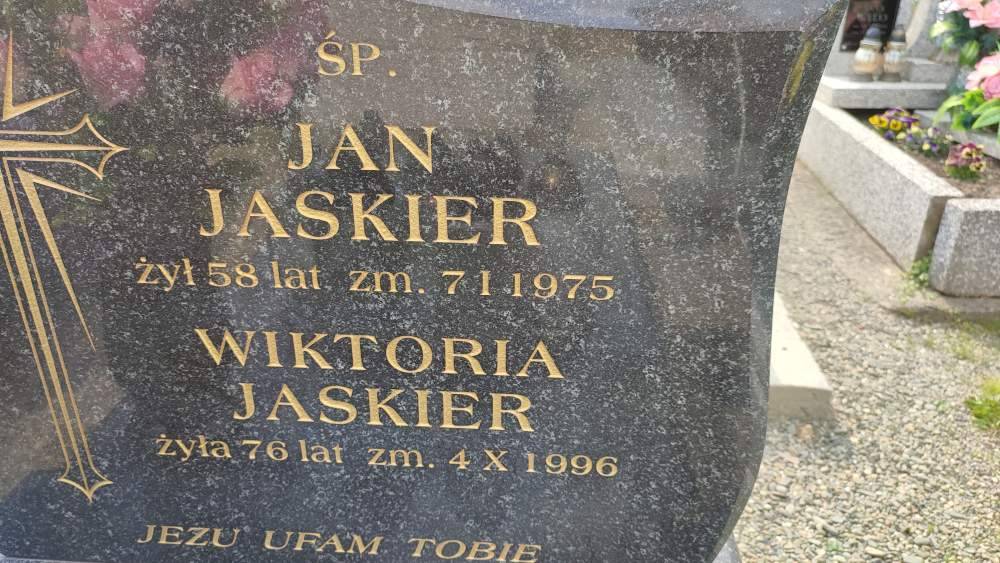 ŚP.
JAN
JASKIER
żył 58 lat zm. 7 I 1975
WIKTORIA
JASKIER
żyła 76 lat zm. 4 X 1996
JEZU UFAM TOBIE